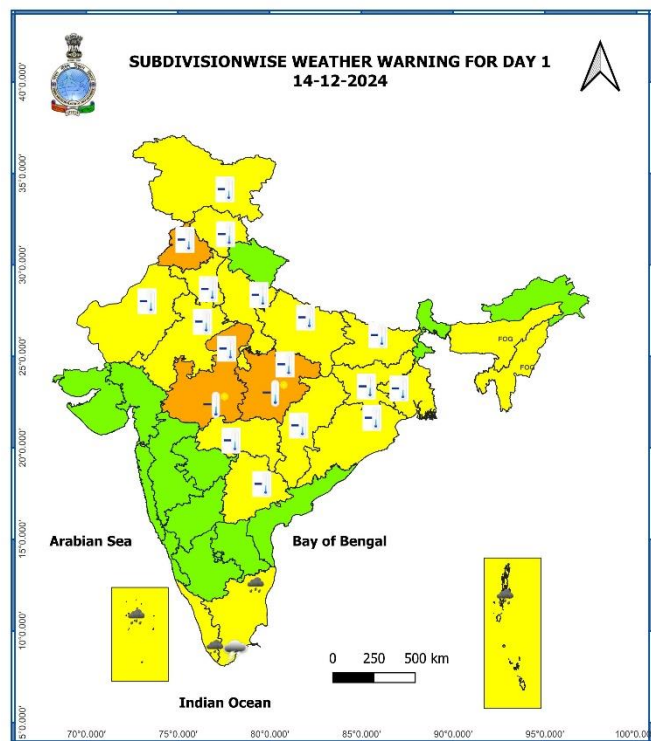 SUBDIVISIONWISE WEATHER WARNING FOR DAY 1
14-12-2024
40°0.000'
35°0.000'
30°0.000'
25°0.000'
20°0.000'
15°0.000'
10°0.000'
5°0.000'
FOG
FOG
Arabian Sea
Bay of Bengal
Indian Ocean
0 250 500 km
70°0.000' 75°0.000' 80°0.000' 85°0.000' 90°0.000' 95°0.000' 100°0.000'